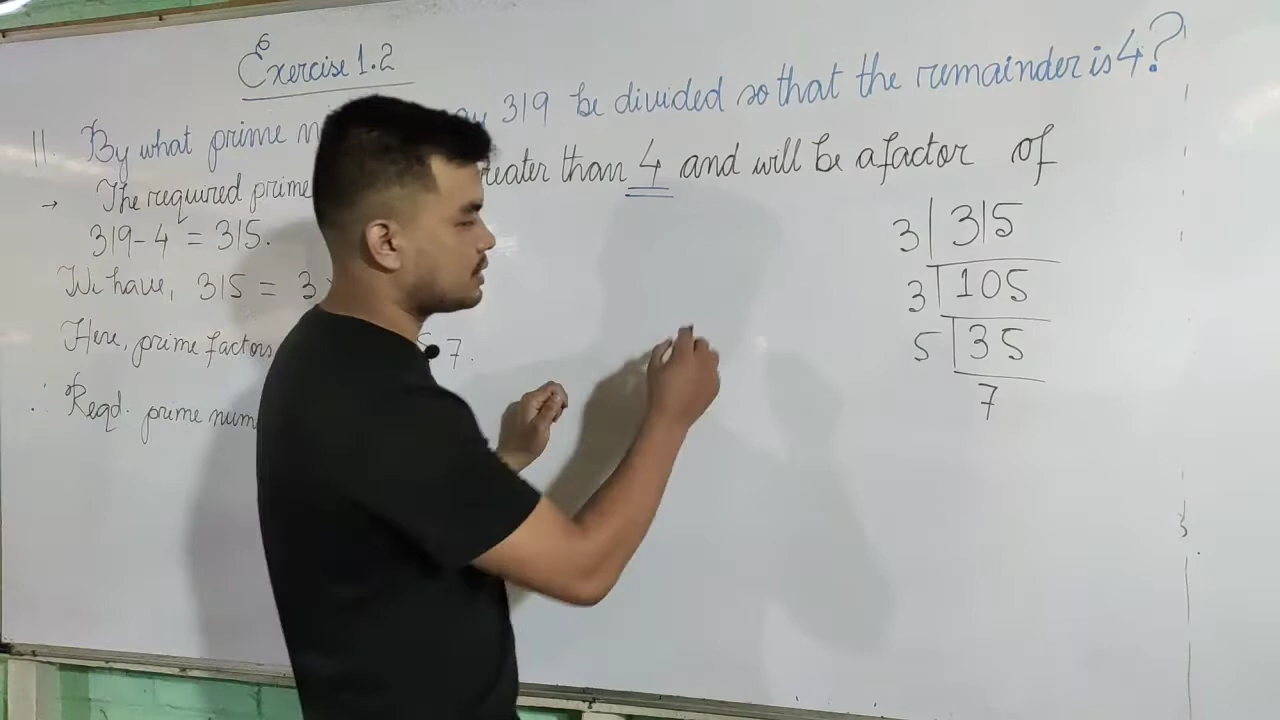 Exercise 1.2
6
11. By what prime 319 be divided so that the remainder is 4?
→ The required prime than 4 and will be a factor of
319-4 = 315.
We have, 315 = 3
Here, prime factors 7.
∴ Reqd. prime
3 | 315
3 | 105
5 | 35
7